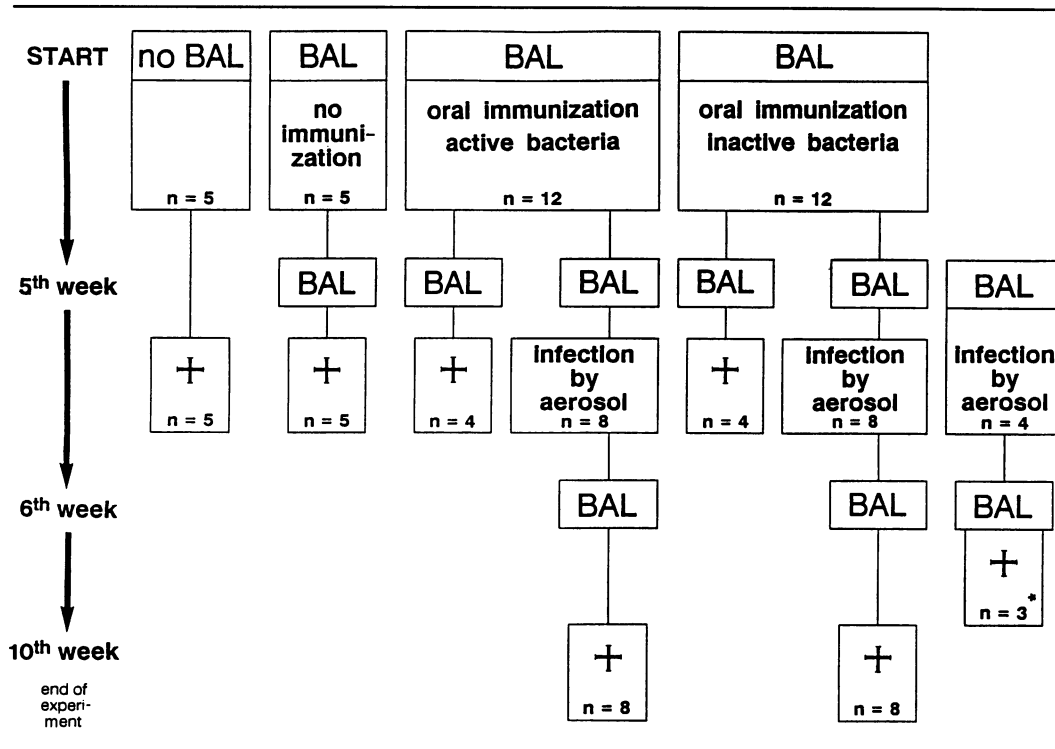 START
no BAL
BAL
BAL
BAL
no
immuni-
zation
oral immunization
active bacteria
oral immunization
inactive bacteria
n = 5
n = 5
n = 12
n = 12
5th week
BAL
BAL
BAL
BAL
BAL
BAL
n = 5
n = 5
n = 4
infection
by
aerosol
n = 8
n = 4
infection
by
aerosol
n = 8
infection
by
aerosol
n = 4
6th week
BAL
BAL
BAL
n = 3*
10th week
end of
experi-
ment
n = 8
n = 8